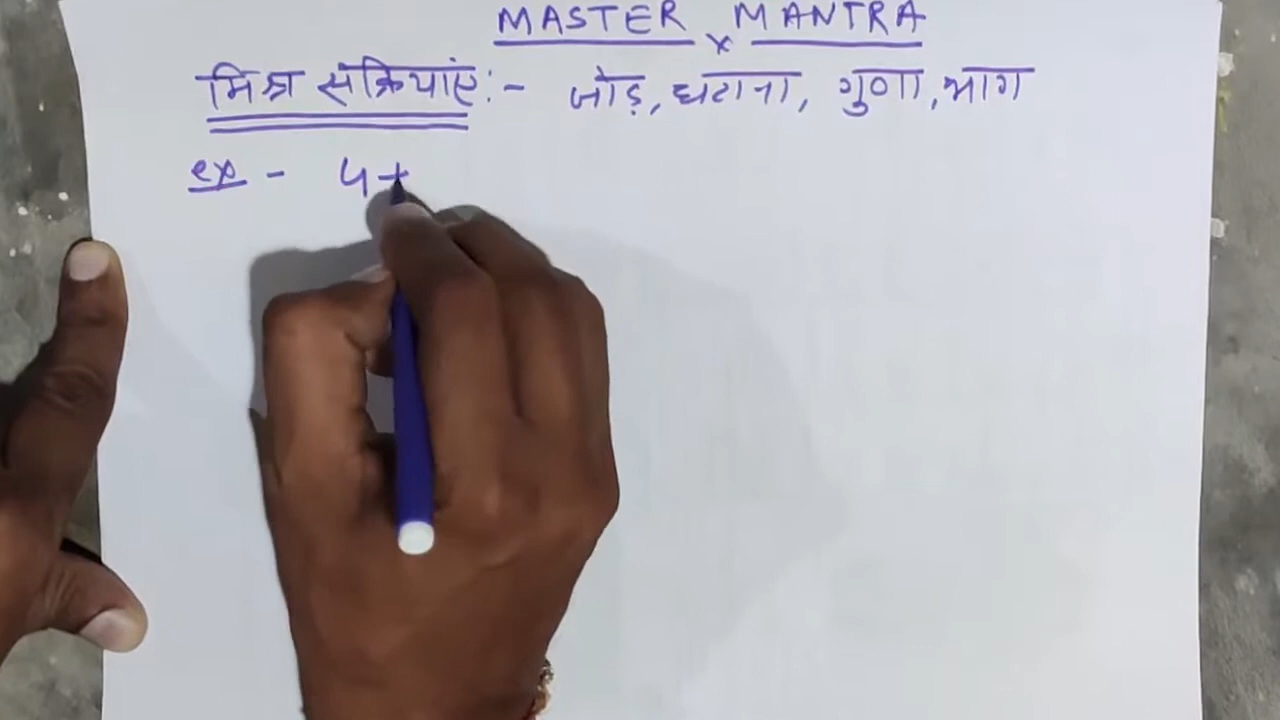 MASTER MANTRA
मिश्र संक्रियाएं :- जोड़, घटाना, गुणा, भाग
ex - 4+